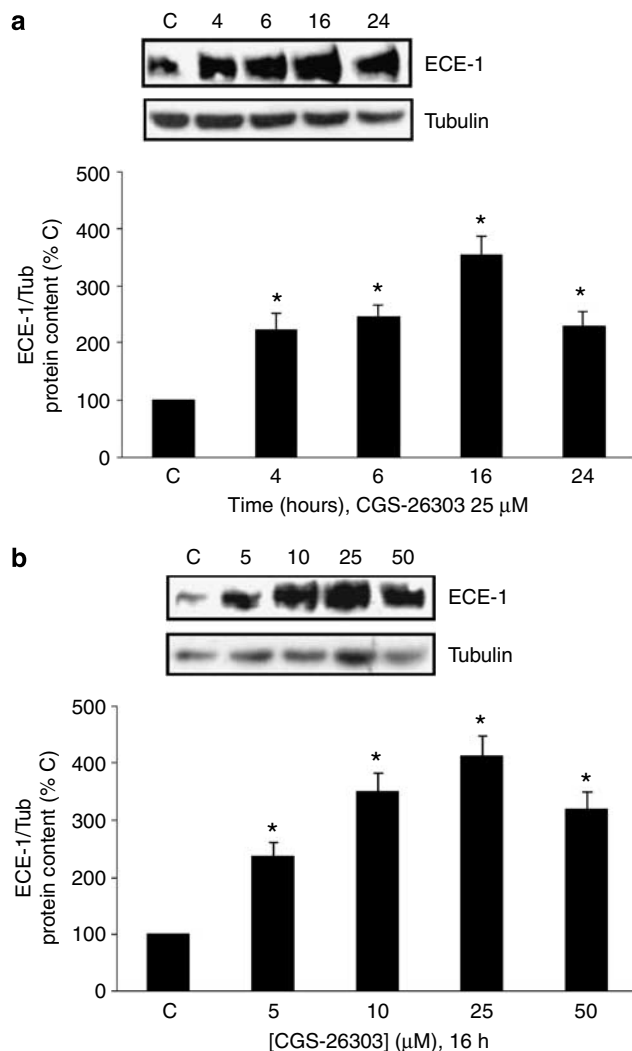 a
C 4 6 16 24
ECE-1
Tubulin
ECE-1/Tub
protein content (% C)
500
400
300
200
100
0
* * * *
C 4 6 16 24
Time (hours), CGS-26303 25 μM
b
C 5 10 25 50
ECE-1
Tubulin
ECE-1/Tub
protein content (% C)
500
400
300
200
100
0
* * * *
C 5 10 25 50
[CGS-26303] (μM), 16 h